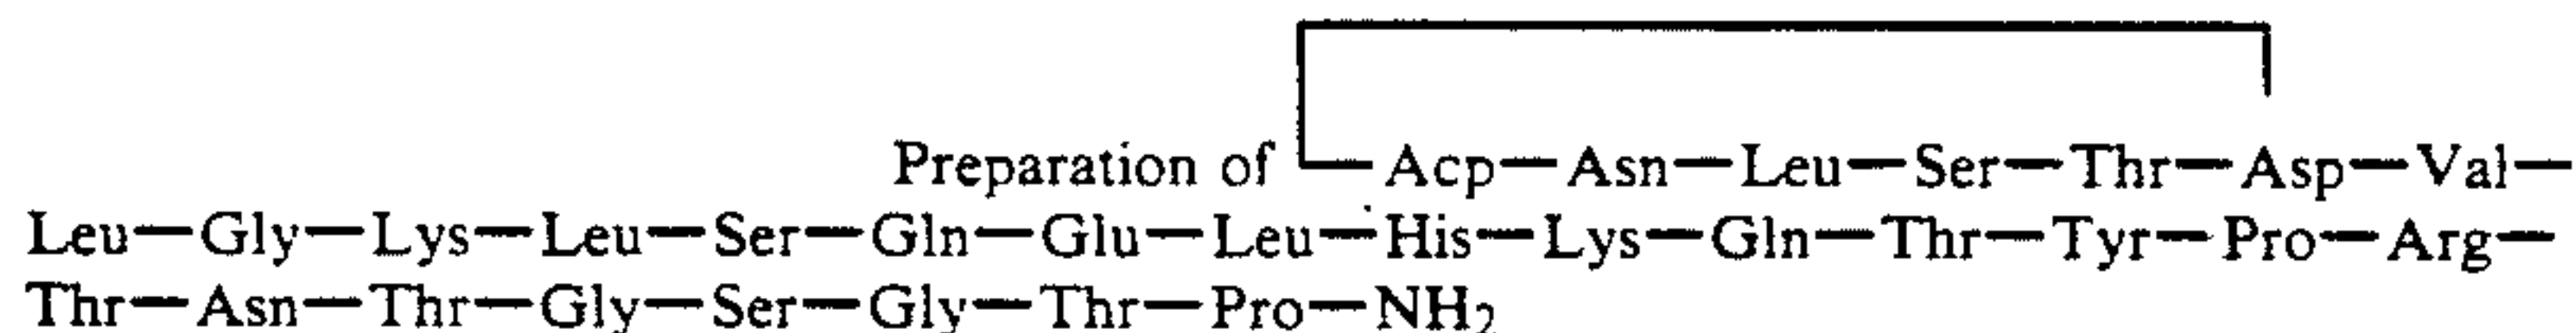 Preparation of Acp—Asn—Leu—Ser—Thr—Asp—Val—
Leu—Gly—Lys—Leu—Ser—Gln—Glu—Leu—His—Lys—Gln—Thr—Tyr—Pro—Arg—
Thr—Asn—Thr—Gly—Ser—Gly—Thr—Pro—NH₂